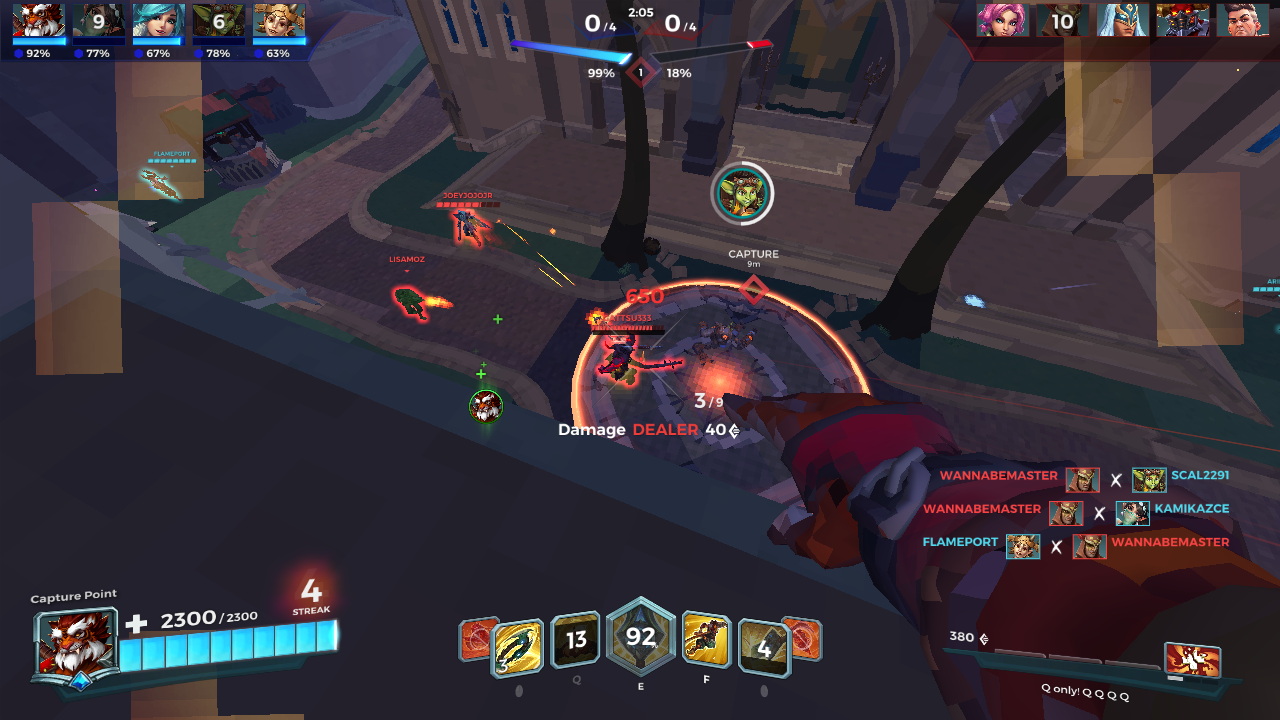 9
6
92%
77%
67%
78%
63%
0/4
2:05
0/4
99%
1
18%
10
FLAMEPORT
JOEYJOJOJR
LISAMOZ
CAPTURE
9m
650
3/9
Damage DEALER 40
WANNABEMASTER X SCAL2291
WANNABEMASTER X KAMIKAZCE
FLAMEPORT X WANNABEMASTER
Capture Point
2300/2300
4
STREAK
3
13
92%
4
Q
E
F
380
Q only! Q Q Q Q